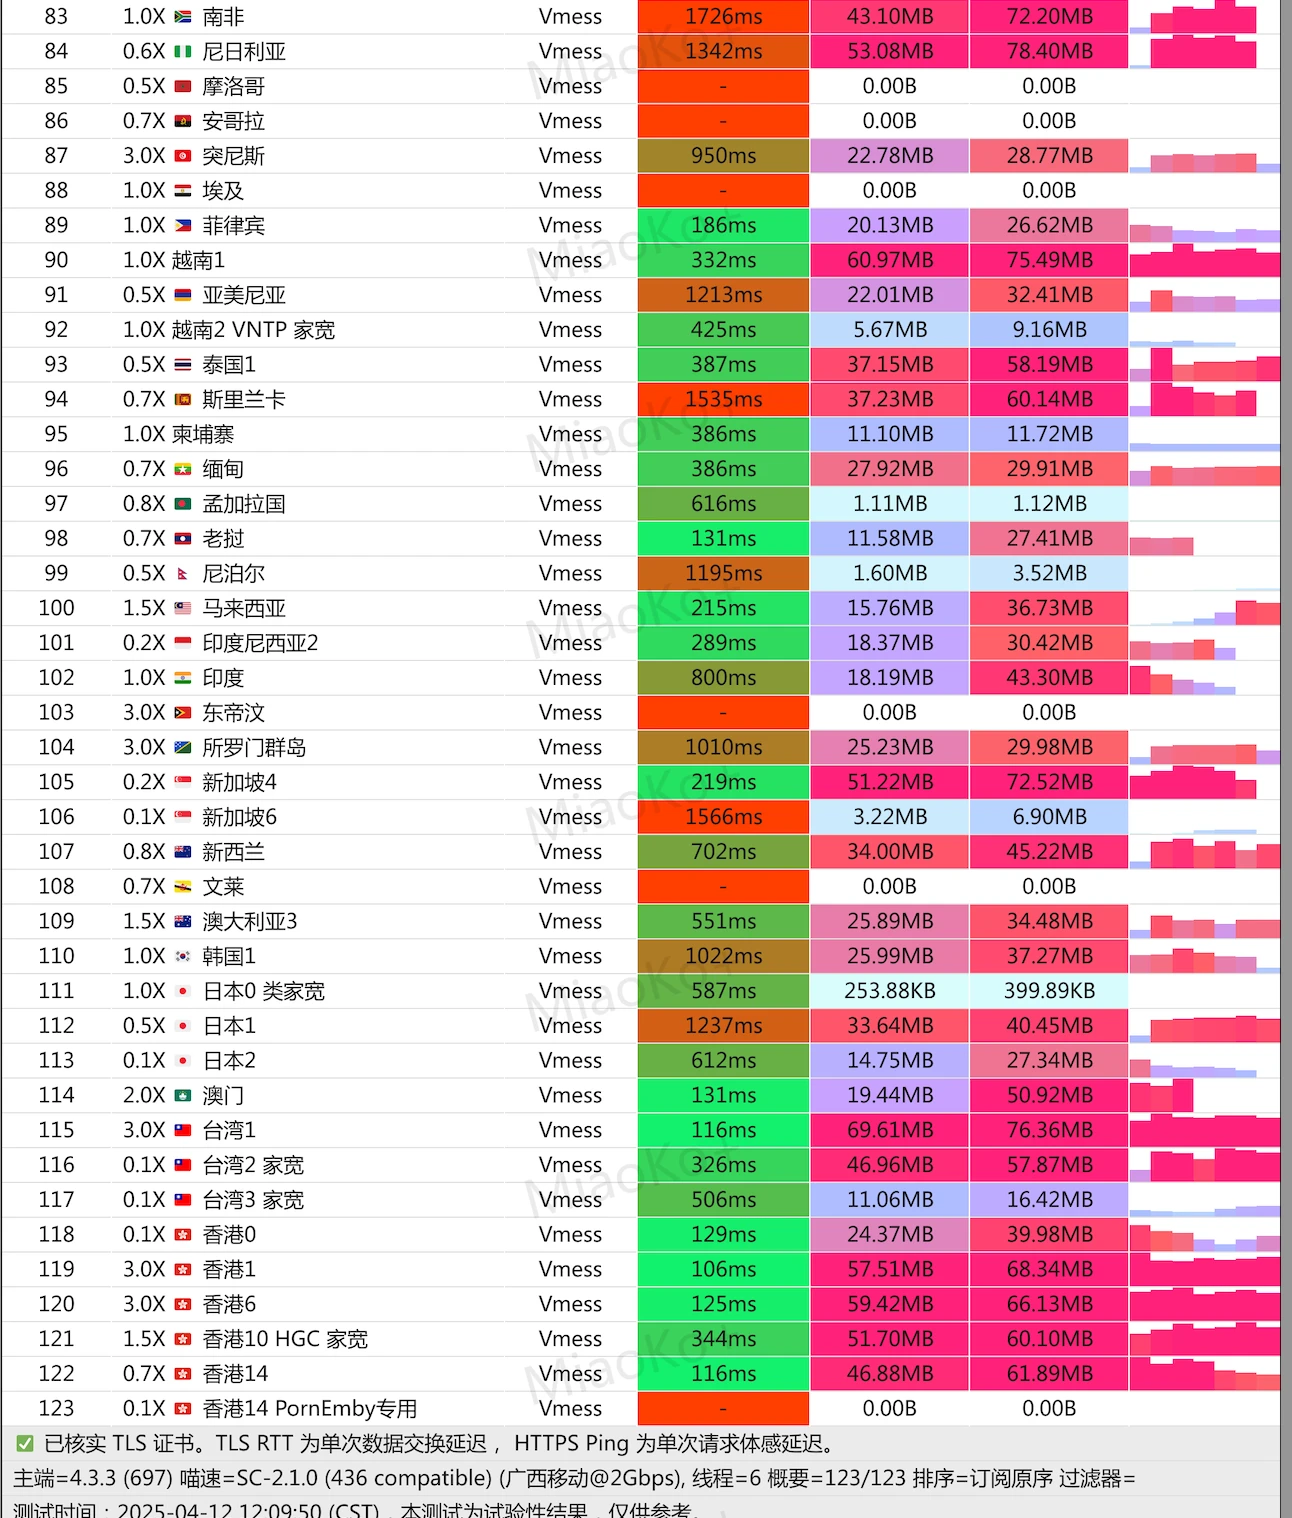 83 1.0X 🇿🇦 南非 Vmess 1726ms 43.10MB 72.20MB
84 0.6X 🇳🇬 尼日利亚 Vmess 1342ms 53.08MB 78.40MB
85 0.5X 🇲🇦 摩洛哥 Vmess - 0.00B 0.00B
86 0.7X 🇦🇴 安哥拉 Vmess - 0.00B 0.00B
87 3.0X 🇹🇳 突尼斯 Vmess 950ms 22.78MB 28.77MB
88 1.0X 🇪🇬 埃及 Vmess - 0.00B 0.00B
89 1.0X 🇵🇭 菲律宾 Vmess 186ms 20.13MB 26.62MB
90 1.0X 越南1 Vmess 332ms 60.97MB 75.49MB
91 0.5X 🇦🇲 亚美尼亚 Vmess 1213ms 22.01MB 32.41MB
92 1.0X 越南2 VNTP 家宽 Vmess 425ms 5.67MB 9.16MB
93 0.5X 🇹🇭 泰国1 Vmess 387ms 37.15MB 58.19MB
94 0.7X 🇱🇰 斯里兰卡 Vmess 1535ms 37.23MB 60.14MB
95 1.0X 柬埔寨 Vmess 386ms 11.10MB 11.72MB
96 0.7X 🇲🇲 缅甸 Vmess 386ms 27.92MB 29.91MB
97 0.8X 🇧🇩 孟加拉国 Vmess 616ms 1.11MB 1.12MB
98 0.7X 🇱🇦 老挝 Vmess 131ms 11.58MB 27.41MB
99 0.5X 🇳🇵 尼泊尔 Vmess 1195ms 1.60MB 3.52MB
100 1.5X 🇲🇾 马来西亚 Vmess 215ms 15.76MB 36.73MB
101 0.2X 🇮🇩 印度尼西亚2 Vmess 289ms 18.37MB 30.42MB
102 1.0X 🇮🇳 印度 Vmess 800ms 18.19MB 43.30MB
103 3.0X 🇹🇱 东帝汶 Vmess - 0.00B 0.00B
104 3.0X 🇸🇧 所罗门群岛 Vmess 1010ms 25.23MB 29.98MB
105 0.2X 🇸🇬 新加坡4 Vmess 219ms 51.22MB 72.52MB
106 0.1X 🇸🇬 新加坡6 Vmess 1566ms 3.22MB 6.90MB
107 0.8X 🇳🇿 新西兰 Vmess 702ms 34.00MB 45.22MB
108 0.7X 🇧🇳 文莱 Vmess - 0.00B 0.00B
109 1.5X 🇦🇺 澳大利亚3 Vmess 551ms 25.89MB 34.48MB
110 1.0X 🇰🇷 韩国1 Vmess 1022ms 25.99MB 37.27MB
111 1.0X 🇯🇵 日本0 类家宽 Vmess 587ms 253.88KB 399.89KB
112 0.5X 🇯🇵 日本1 Vmess 1237ms 33.64MB 40.45MB
113 0.1X 🇯🇵 日本2 Vmess 612ms 14.75MB 27.34MB
114 2.0X 🇲🇴 澳门 Vmess 131ms 19.44MB 50.92MB
115 3.0X 🇹🇼 台湾1 Vmess 116ms 69.61MB 76.36MB
116 0.1X 🇹🇼 台湾2 家宽 Vmess 326ms 46.96MB 57.87MB
117 0.1X 🇹🇼 台湾3 家宽 Vmess 506ms 11.06MB 16.42MB
118 0.1X 🇭🇰 香港0 Vmess 129ms 24.37MB 39.98MB
119 3.0X 🇭🇰 香港1 Vmess 106ms 57.51MB 68.34MB
120 3.0X 🇭🇰 香港6 Vmess 125ms 59.42MB 66.13MB
121 1.5X 🇭🇰 香港10 HGC 家宽 Vmess 344ms 51.70MB 60.10MB
122 0.7X 🇭🇰 香港14 Vmess 116ms 46.88MB 61.89MB
123 0.1X 🇭🇰 香港14 PornEmby专用 Vmess - 0.00B 0.00B
✅ 已核实 TLS 证书。TLS RTT 为单次数据交换延迟，HTTPS Ping 为单次请求体感延迟。
主端=4.3.3 (697) 喵速=SC-2.1.0 (436 compatible) (广西移动@2Gbps), 线程=6 概要=123/123 排序=订阅原序 过滤器=
测试时间：2025-04-12 12:09:50 (CST)，本测试为试验性结果，仅供参考。